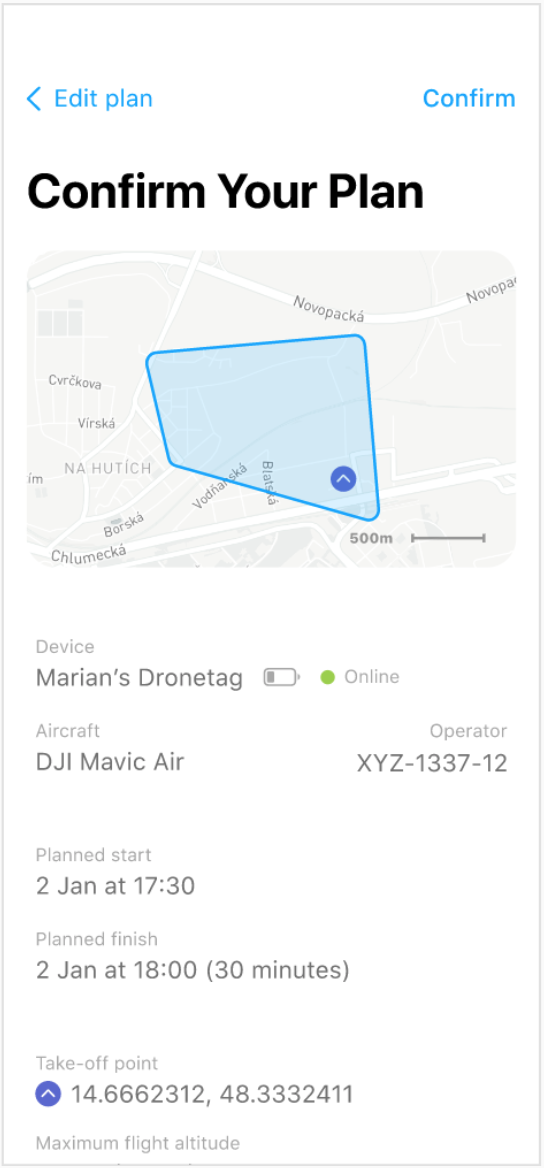 Edit plan
Confirm
Confirm Your Plan
Novopacká
Novopa
Cvrčkova
Vírská
NA HUTÍCH
ím
Vodňanská
Blatská
Borská
Chlumecká
500m
Device
Marian’s Dronetag
Online
Aircraft
Operator
DJI Mavic Air
XYZ-1337-12
Planned start
2 Jan at 17:30
Planned finish
2 Jan at 18:00 (30 minutes)
Take-off point
14.6662312, 48.3332411
Maximum flight altitude